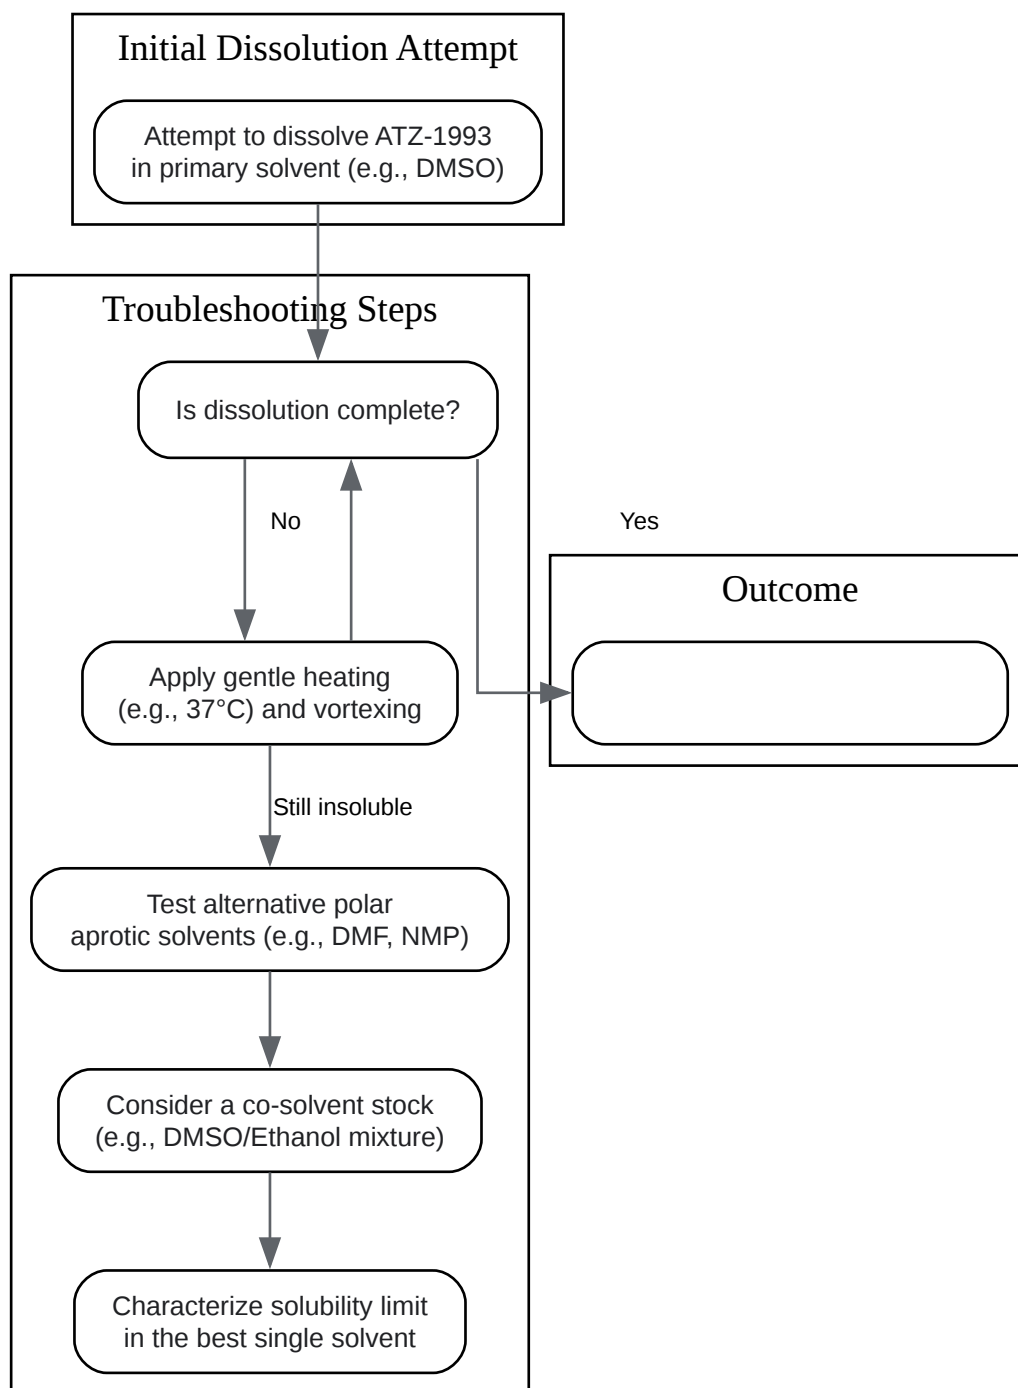 Initial Dissolution Attempt
Attempt to dissolve ATZ-1993
in primary solvent (e.g., DMSO)
Troubleshooting Steps
Is dissolution complete?
No
Yes
Outcome
Apply gentle heating
(e.g., 37°C) and vortexing
Still insoluble
Test alternative polar
aprotic solvents (e.g., DMF, NMP)
Consider a co-solvent stock
(e.g., DMSO/Ethanol mixture)
Characterize solubility limit
in the best single solvent